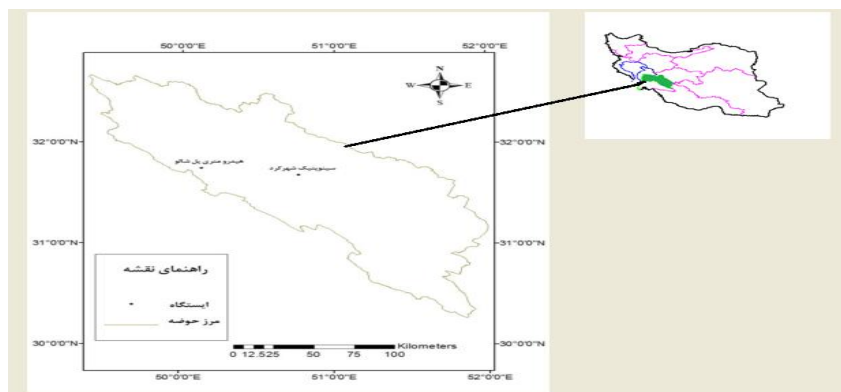 50°0'0"E 51°0'0"E 52°0'0"E
N
W E
S
32°0'0"N 32°0'0"N
هیدرو متری پل شالو
سینوپتیک شهرکرد
31°0'0"N 31°0'0"N
راهنمای نقشه
ایستگاه
مرز حوضه
30°0'0"N 30°0'0"N
Kilometers
0 12.525 50 75 100
50°0'0"E 51°0'0"E 52°0'0"E